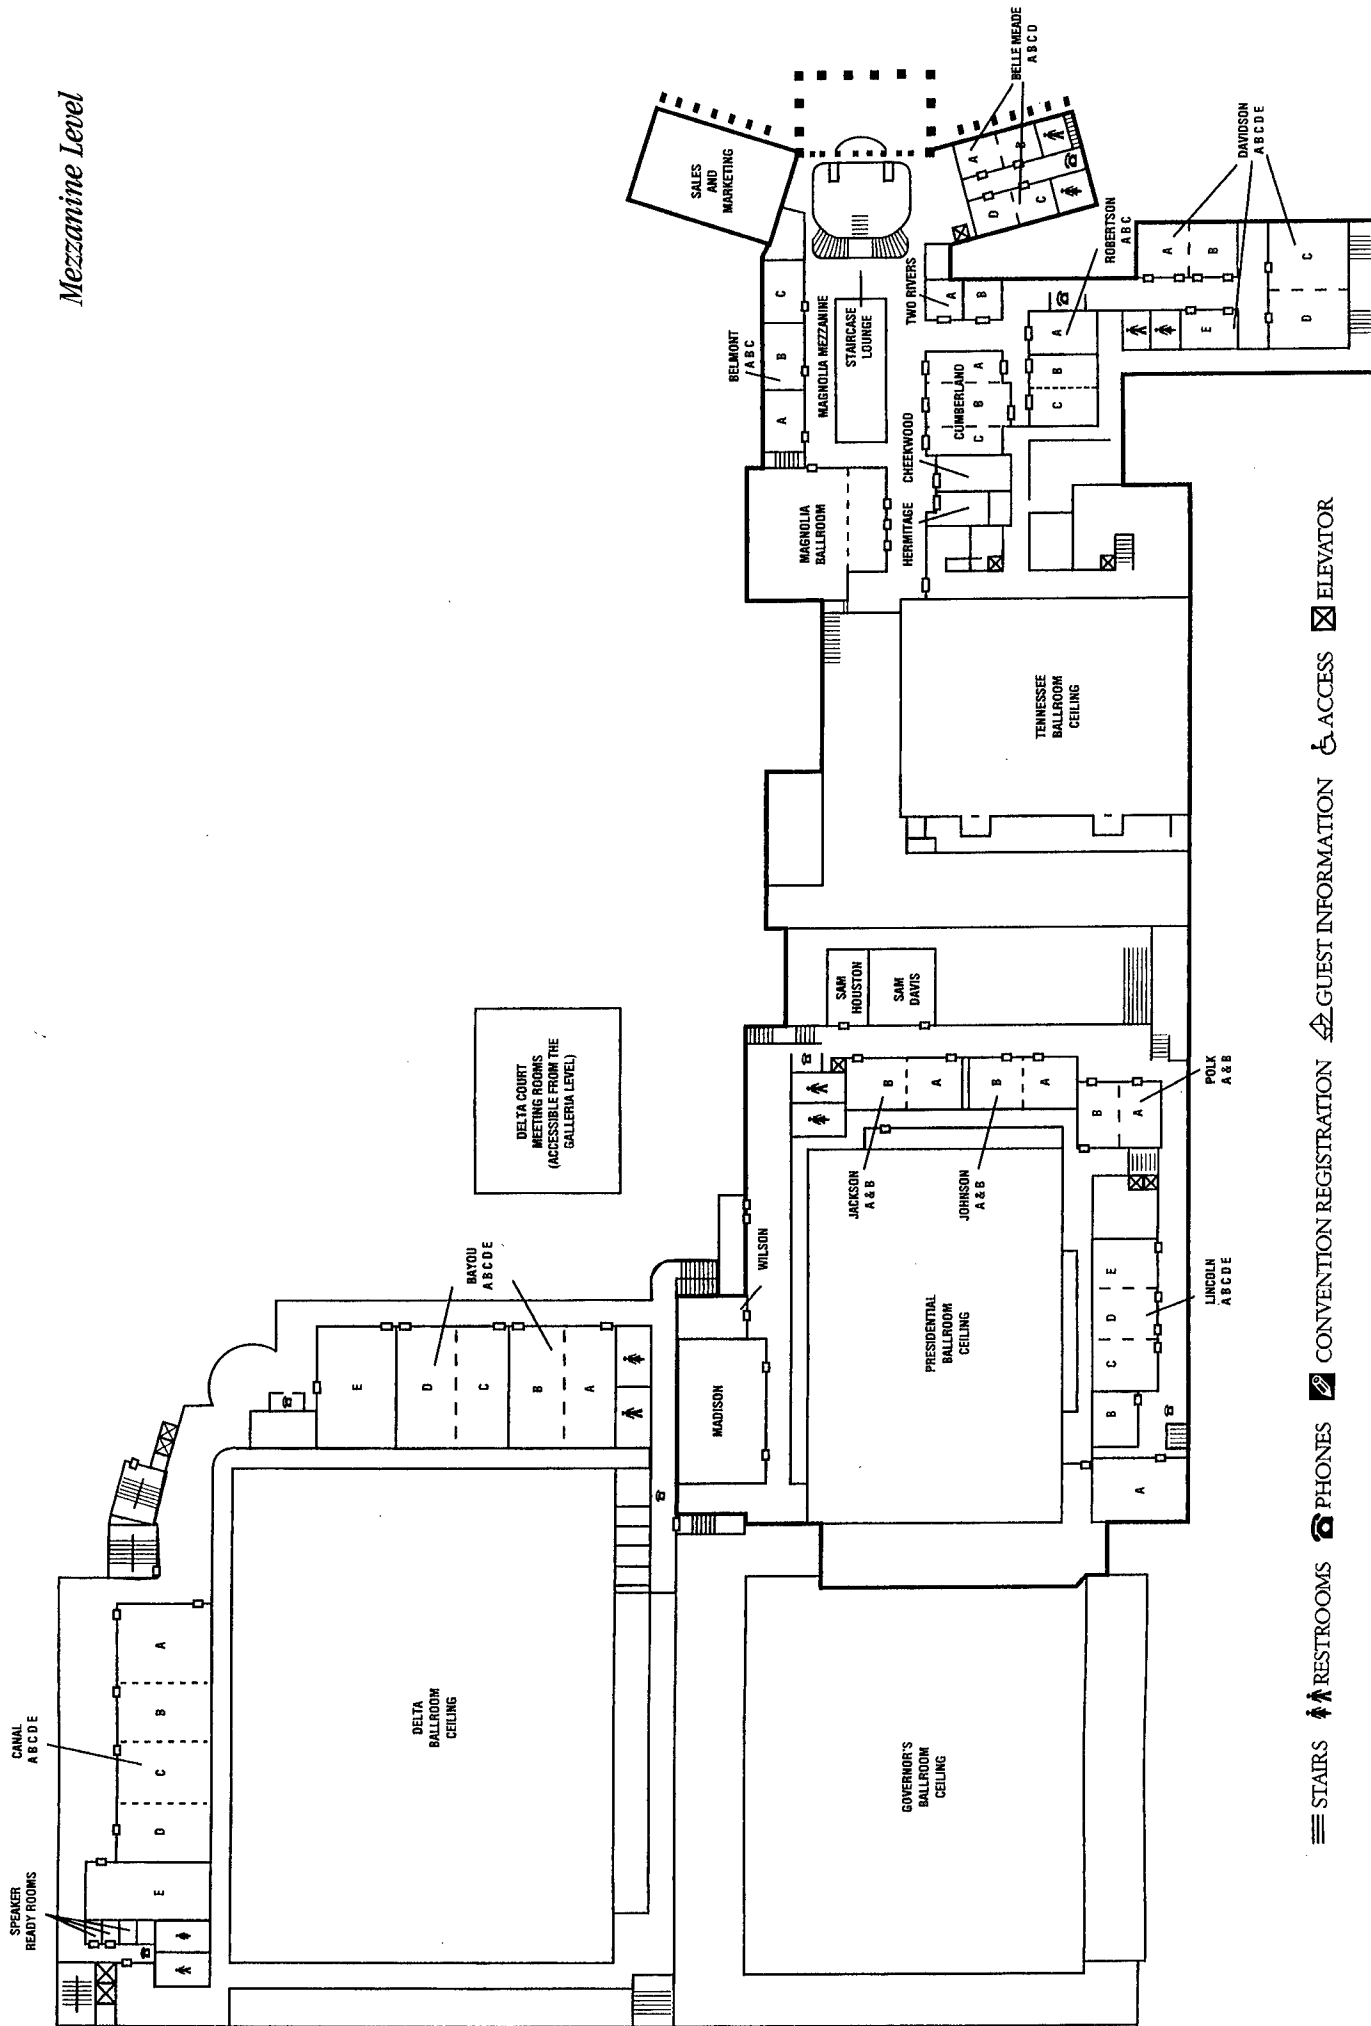 Mezzanine Level
SPEAKER
READY ROOMS
CANAL
A B C D E
E
D
C
B
A
BAYOU
A B C D E
E
D
C
B
A
DELTA
BALLROOM
CEILING
DELTA COURT
MEETING ROOMS
(ACCESSIBLE FROM THE
GALLERIA LEVEL)
MADISON
WILSON
GOVERNOR'S
BALLROOM
CEILING
PRESIDENTIAL
BALLROOM
CEILING
JACKSON
A & B
B
A
JOHNSON
A & B
B
A
POLK
A & B
B
A
LINCOLN
A B C D E
A
B
C
D
E
SAM
HOUSTON
SAM
DAVIS
TENNESSEE
BALLROOM
CEILING
MAGNOLIA
BALLROOM
BELMONT
A B C
A
B
C
SALES
AND
MARKETING
MAGNOLIA MEZZANINE
STAIRCASE
LOUNGE
HERMITAGE
CHEEKWOOD
CUMBERLAND
C
B
A
TWO RIVERS
A
B
BELLE MEADE
A B C D
A
B
D
C
ROBERTSON
A B C
C
B
A
DAVIDSON
A B C D E
A
B
E
D
C
STAIRS RESTROOMS PHONES CONVENTION REGISTRATION GUEST INFORMATION ACCESS ELEVATOR